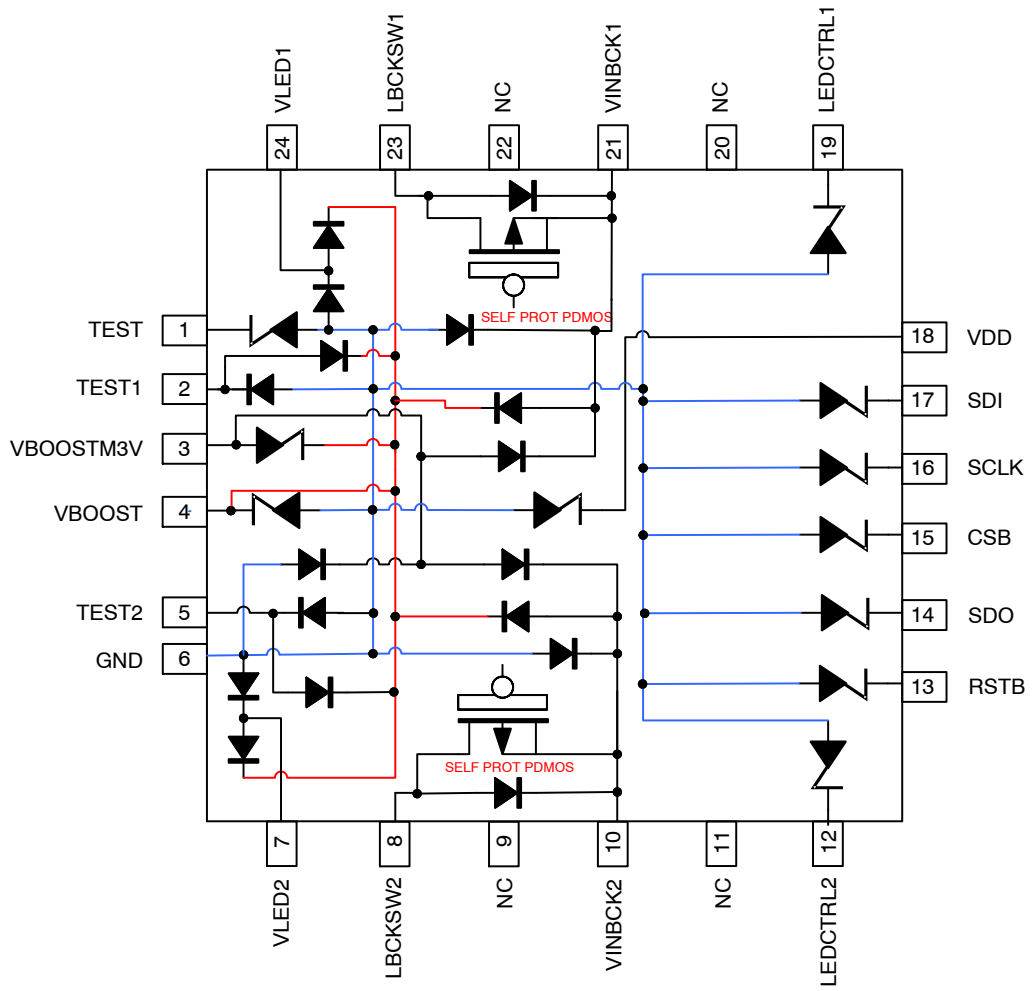 VLED1
LBCKSW1
NC
VINBCK1
NC
LEDCTRL1
24
23
22
21
20
19
SELF PROT PDMOS
TEST
1
18
VDD
TEST1
2
17
SDI
VBOOSTM3V
3
16
SCLK
VBOOST
4
15
CSB
TEST2
5
14
SDO
GND
6
13
RSTB
SELF PROT PDMOS
7
8
9
10
11
12
VLED2
LBCKSW2
NC
VINBCK2
NC
LEDCTRL2